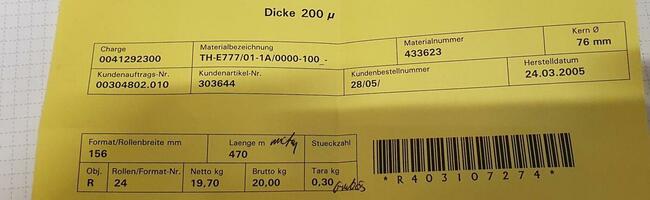 Dicke 200 µ
Charge Materialbezeichnung Materialnummer Kern Ø
0041292300 TH-E777/01-1A/0000-100_- 433623 76 mm
Kundenauftrags-Nr. Kundenartikel-Nr. Kundenbestellnummer Herstelldatum
00304802.010 303644 28/05/ 24.03.2005
Format/Rollenbreite mm Laenge m Stueckzahl
156 470
Obj. Rollen/Format-Nr. Netto kg Brutto kg Tara kg
R 24 19,70 20,00 0,30
*R403107274*